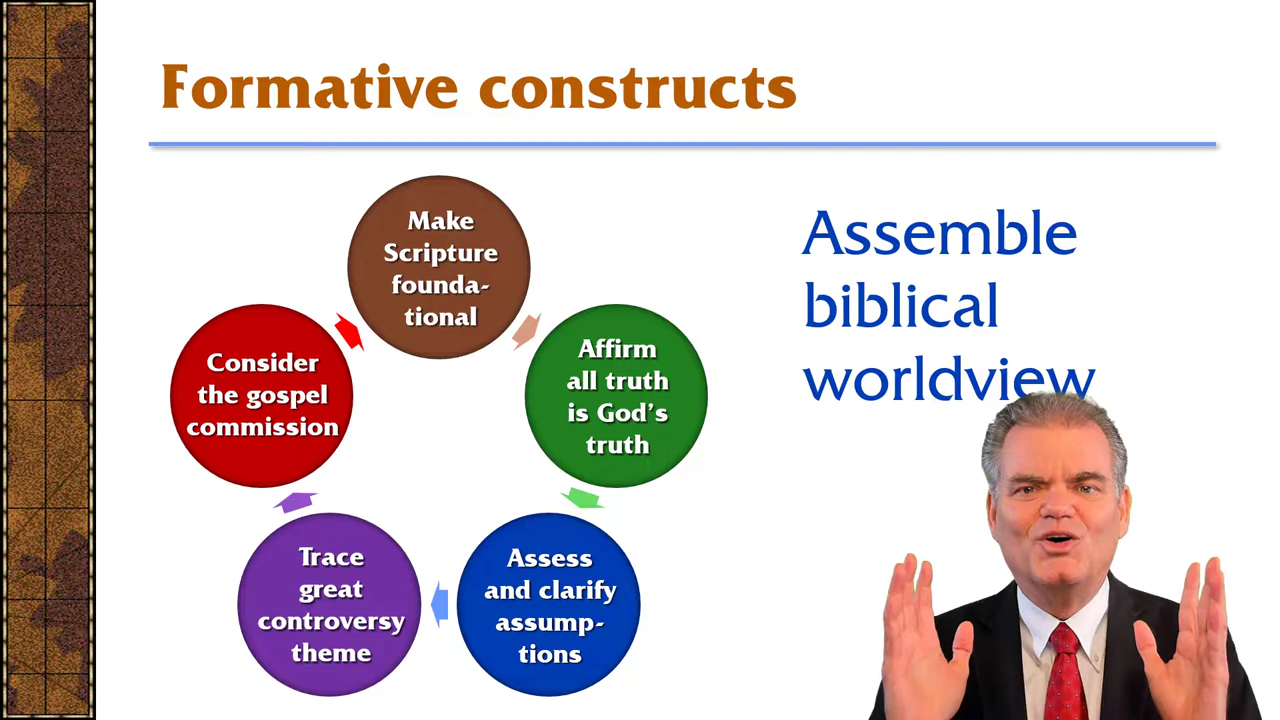 Formative constructs
Make
Scripture
founda-
tional
Affirm
all truth
is God's
truth
Assess
and clarify
assump-
tions
Trace
great
controversy
theme
Consider
the gospel
commission
Assemble
biblical
worldview